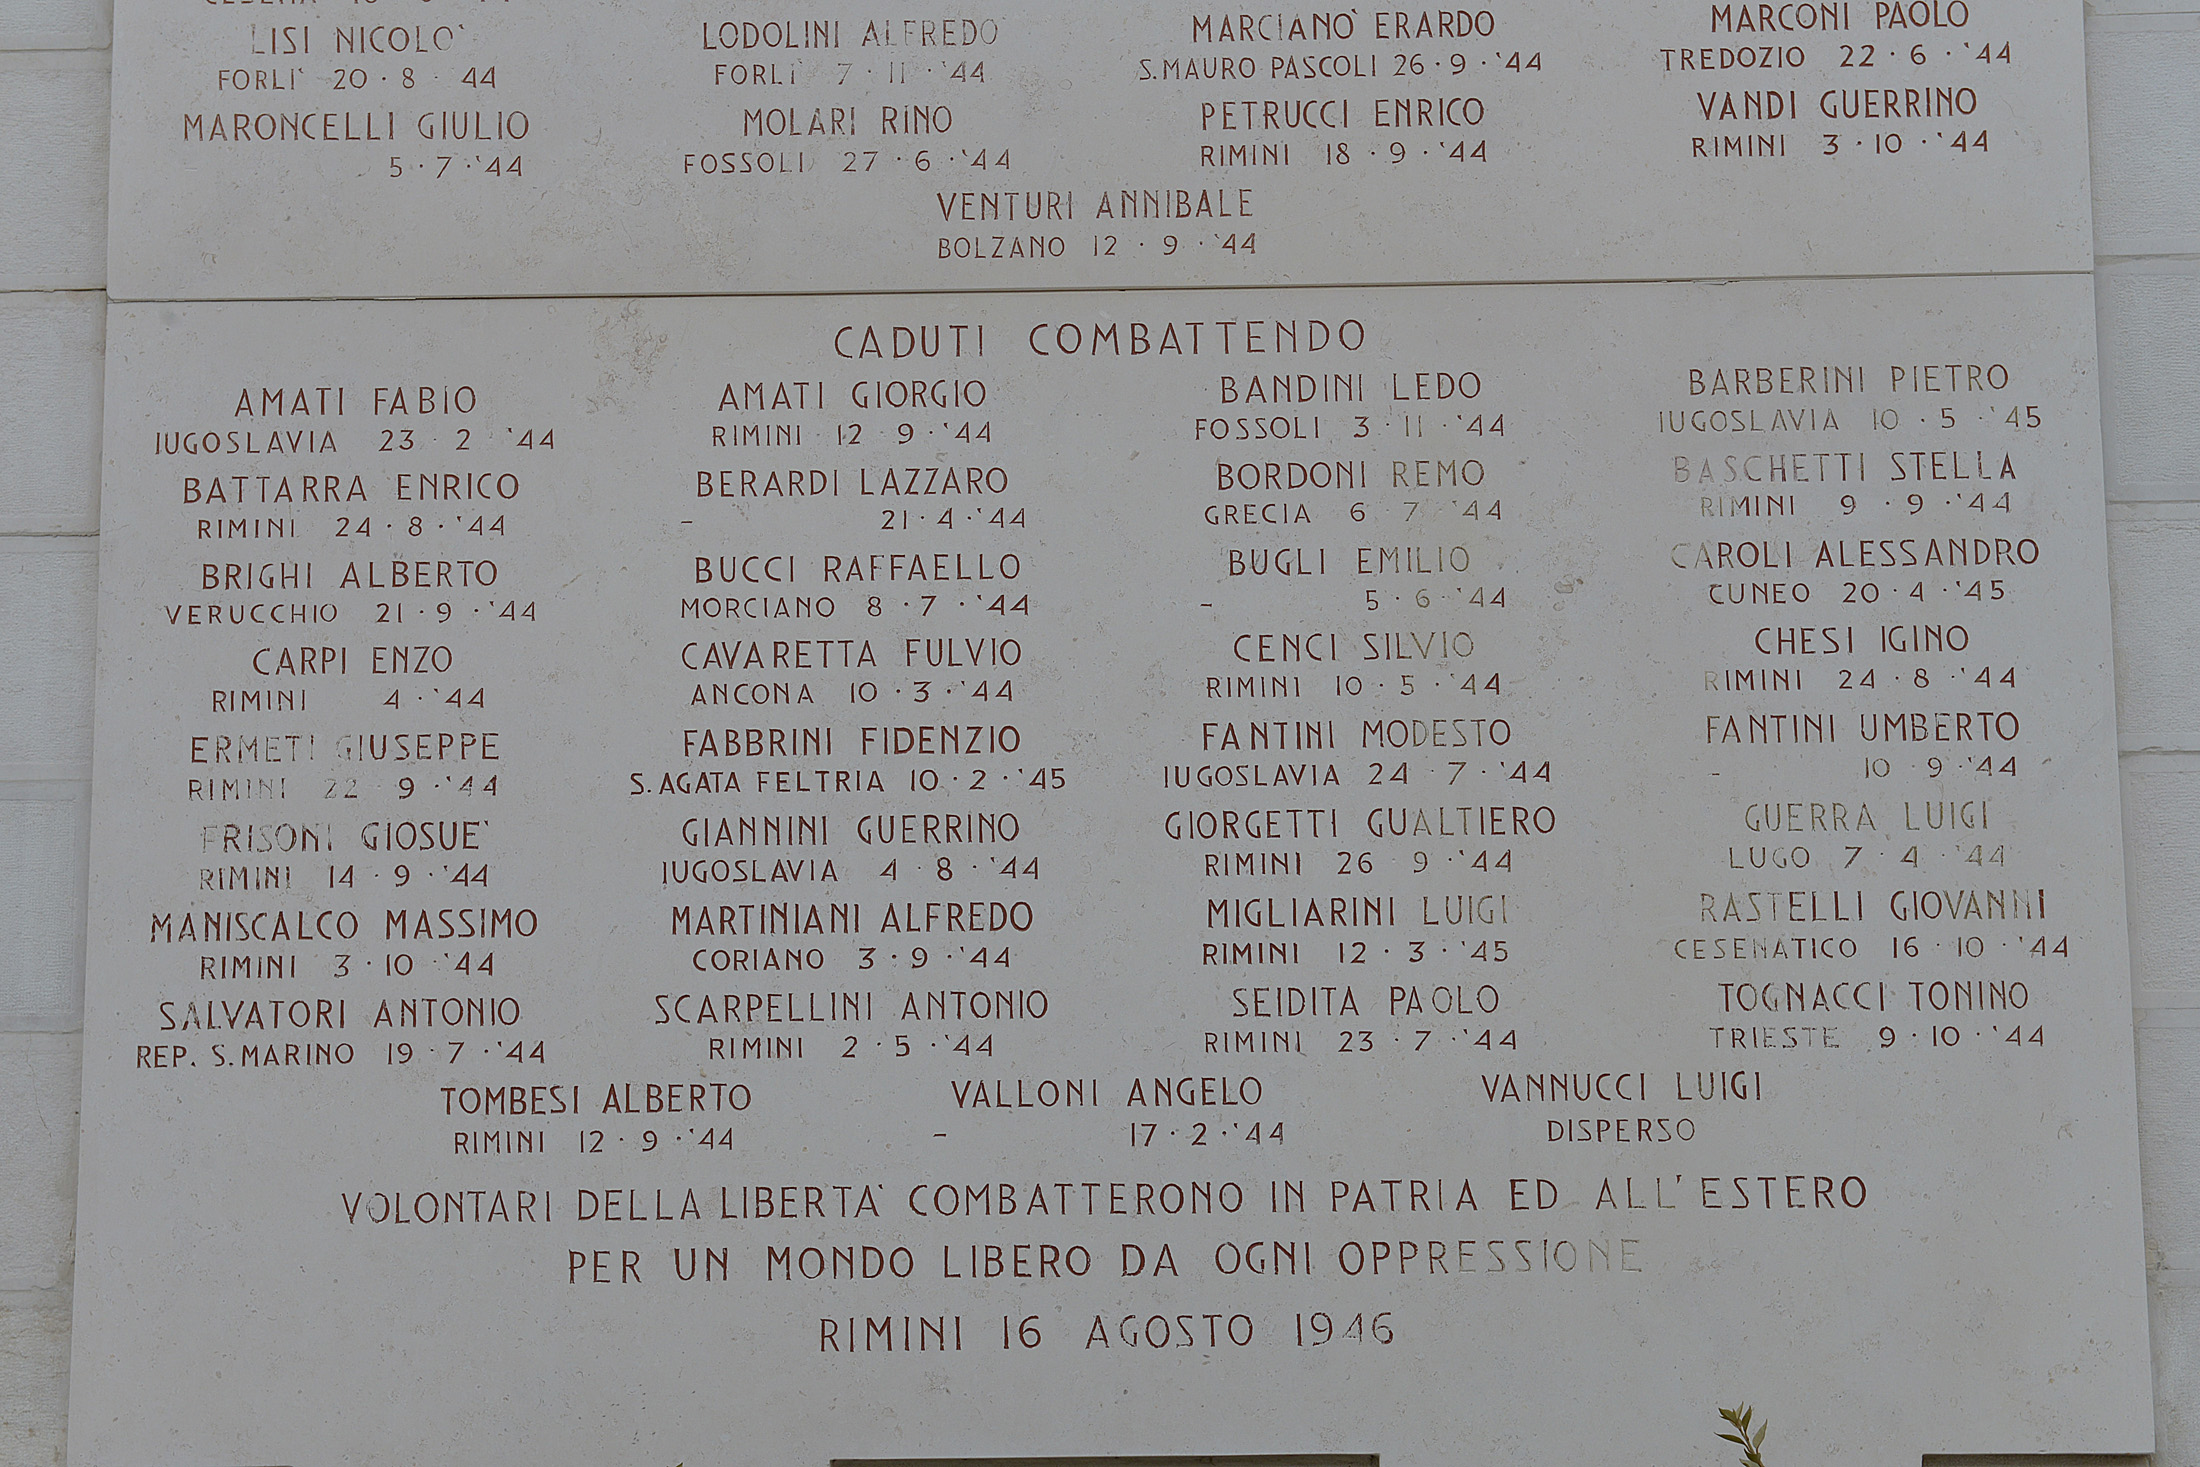 LISI NICOLO' LODOLINI ALFREDO MARCIANO' ERARDO MARCONI PAOLO
FORLI' 20·8·44 FORLI' 7·11·'44 S.MAURO PASCOLI 26·9·'44 TREDOZIO 22·6·'44
MARONCELLI GIULIO MOLARI RINO PETRUCCI ENRICO VANDI GUERRINO
5·7·'44 FOSSOLI 27·6·'44 RIMINI 18·9·'44 RIMINI 3·10·'44
VENTURI ANNIBALE
BOLZANO 12·9·'44
CADUTI COMBATTENDO
AMATI FABIO AMATI GIORGIO BANDINI LEDO BARBERINI PIETRO
IUGOSLAVIA 23·2·'44 RIMINI 12·9·'44 FOSSOLI 3·11·'44 IUGOSLAVIA 10·5·'45
BATTARRA ENRICO BERARDI LAZZARO BORDONI REMO BASCHETTI STELLA
RIMINI 24·8·'44 – 21·4·'44 GRECIA 6·7·'44 RIMINI 9·9·'44
BRIGHI ALBERTO BUCCI RAFFAELLO BUGLI EMILIO CAROLI ALESSANDRO
VERUCCHIO 21·9·'44 MORCIANO 8·7·'44 – 5·6·'44 CUNEO 20·4·'45
CARPI ENZO CAVARETTA FULVIO CENCI SILVIO CHESI IGINO
RIMINI 4·'44 ANCONA 10·3·'44 RIMINI 10·5·'44 RIMINI 24·8·'44
ERMETI GIUSEPPE FABBRINI FIDENZIO FANTINI MODESTO FANTINI UMBERTO
RIMINI 22·9·'44 S.AGATA FELTRIA 10·2·'45 IUGOSLAVIA 24·7·'44 – 10·9·'44
FRISONI GIOSUE' GIANNINI GUERRINO GIORGETTI GUALTIERO GUERRA LUIGI
RIMINI 14·9·'44 IUGOSLAVIA 4·8·'44 RIMINI 26·9·'44 LUGO 7·4·'44
MANISCALCO MASSIMO MARTINIANI ALFREDO MIGLIARINI LUIGI RASTELLI GIOVANNI
RIMINI 3·10·'44 CORIANO 3·9·'44 RIMINI 12·3·'45 CESENATICO 16·10·'44
SALVATORI ANTONIO SCARPELLINI ANTONIO SEIDITA PAOLO TOGNACCI TONINO
REP. S.MARINO 19·7·'44 RIMINI 2·5·'44 RIMINI 23·7·'44 TRIESTE 9·10·'44
TOMBESI ALBERTO VALLONI ANGELO VANNUCCI LUIGI
RIMINI 12·9·'44 – 17·2·'44 DISPERSO
VOLONTARI DELLA LIBERTA' COMBATTERONO IN PATRIA ED ALL'ESTERO
PER UN MONDO LIBERO DA OGNI OPPRESSIONE
RIMINI 16 AGOSTO 1946